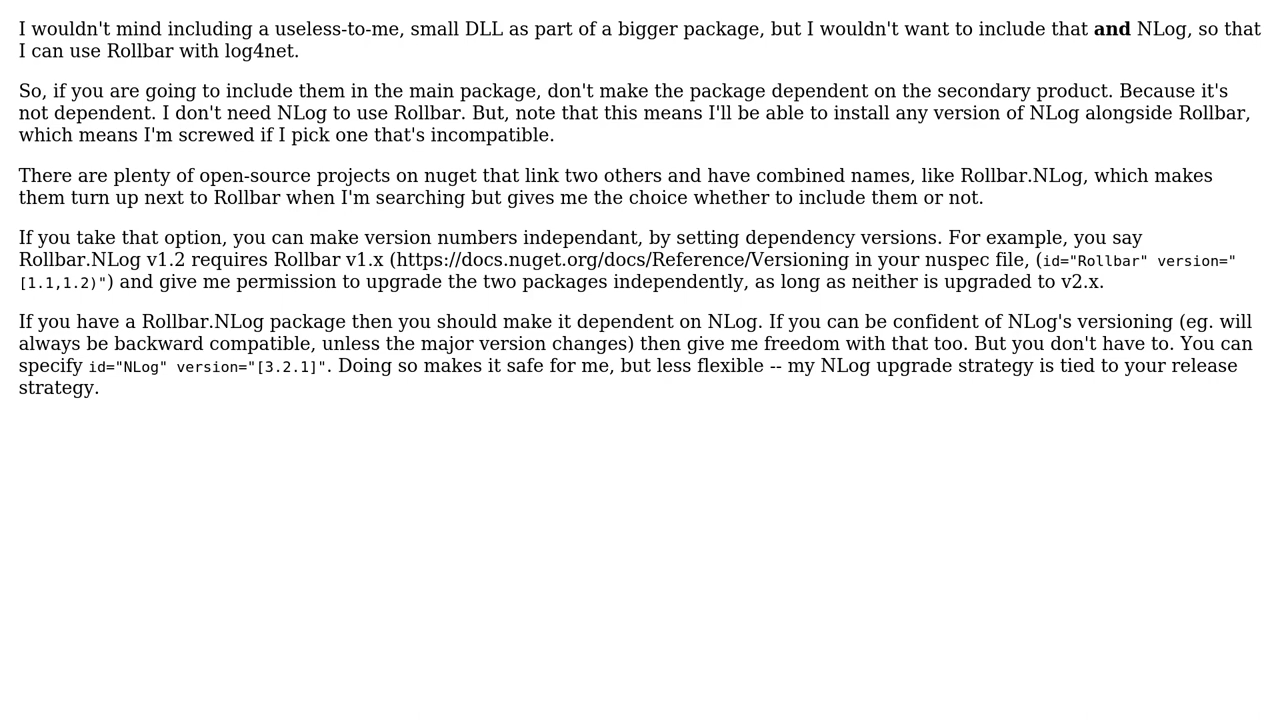 I wouldn't mind including a useless-to-me, small DLL as part of a bigger package, but I wouldn't want to include that and NLog, so that
I can use Rollbar with log4net.
So, if you are going to include them in the main package, don't make the package dependent on the secondary product. Because it's
not dependent. I don't need NLog to use Rollbar. But, note that this means I'll be able to install any version of NLog alongside Rollbar,
which means I'm screwed if I pick one that's incompatible.
There are plenty of open-source projects on nuget that link two others and have combined names, like Rollbar.NLog, which makes
them turn up next to Rollbar when I'm searching but gives me the choice whether to include them or not.
If you take that option, you can make version numbers independant, by setting dependency versions. For example, you say
Rollbar.NLog v1.2 requires Rollbar v1.x (https://docs.nuget.org/docs/Reference/Versioning in your nuspec file, (id="Rollbar" version="
[1.1,1.2)") and give me permission to upgrade the two packages independently, as long as neither is upgraded to v2.x.
If you have a Rollbar.NLog package then you should make it dependent on NLog. If you can be confident of NLog's versioning (eg. will
always be backward compatible, unless the major version changes) then give me freedom with that too. But you don't have to. You can
specify id="NLog" version="[3.2.1]". Doing so makes it safe for me, but less flexible -- my NLog upgrade strategy is tied to your release
strategy.